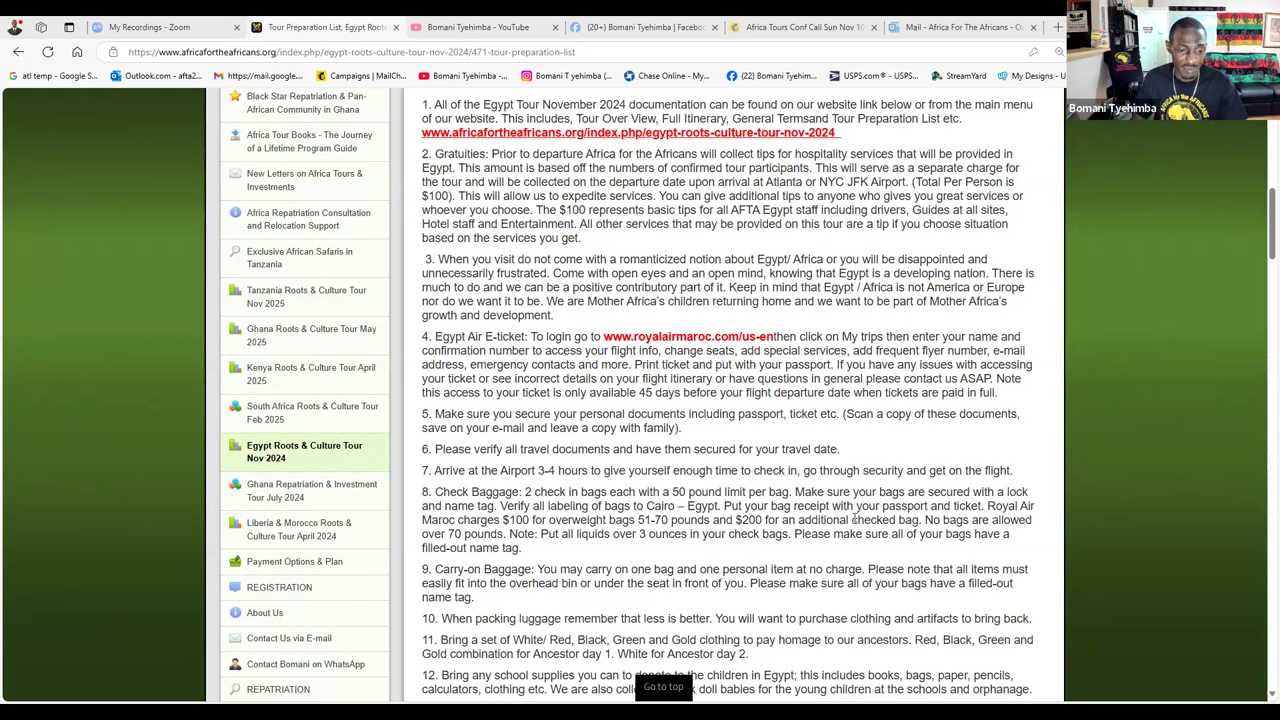 My Recordings - Zoom
Tour Preparation List, Egypt Root
Bomani Tyehimba - YouTube
(20+) Bomani Tyehimba | Facebook
Africa Tours Zoom Call Sun Nov 10
Mail - Africa For The Africans - O
https://www.africafortheafricans.org/index.php/egypt-roots-culture-tour-nov-2024/471-tour-preparation-list
atl temp - Google S...
Outlook.com - afta2...
https://mail.google....
Campaigns | MailCh...
Bomani Tyehimba -...
Bomani T yehimba (...
Chase Online - My...
(22) Bomani Tyehim...
USPS.com® - USPS...
StreamYard
My Designs - U
Bomani Tyehimba
Black Star Repatriation & Pan-
African Community in Ghana
Africa Tour Books - The Journey
of a Lifetime Program Guide
New Letters on Africa Tours &
Investments
Africa Repatriation Consultation
and Relocation Support
Exclusive African Safaris in
Tanzania
Tanzania Roots & Culture Tour
Nov 2025
Ghana Roots & Culture Tour May
2025
Kenya Roots & Culture Tour April
2025
South Africa Roots & Culture Tour
Feb 2025
Egypt Roots & Culture Tour
Nov 2024
Ghana Repatriation & Investment
Tour July 2024
Liberia & Morocco Roots &
Culture Tour April 2024
Payment Options & Plan
REGISTRATION
About Us
Contact Us via E-mail
Contact Bomani on WhatsApp
REPATRIATION
1. All of the Egypt Tour November 2024 documentation can be found on our website link below or from the main menu
of our website.This includes, Tour Over View, Full Itinerary, General Termsand Tour Preparation List etc.
www.africafortheafricans.org/index.php/egypt-roots-culture-tour-nov-2024
2. Gratuities: Prior to departure Africa for the Africans will collect tips for hospitality services that will be provided in
Egypt. This amount is based off the numbers of confirmed tour participants. This will serve as a separate charge for
the tour and will be collected on the departure date upon arrival at Atlanta or NYC JFK Airport. (Total Per Person is
$100). This will allow us to expedite services. You can give additional tips to anyone who gives you great services or
whoever you choose. The $100 represents basic tips for all AFTA Egypt staff including drivers, Guides at all sites,
Hotel staff and Entertainment. All other services that may be provided on this tour are a tip if you choose situation
based on the services you get.
3. When you visit do not come with a romanticized notion about Egypt/ Africa or you will be disappointed and
unnecessarily frustrated. Come with open eyes and an open mind, knowing that Egypt is a developing nation. There is
much to do and we can be a positive contributory part of it. Keep in mind that Egypt / Africa is not America or Europe
nor do we want it to be. We are Mother Africa's children returning home and we want to be part of Mother Africa's
growth and development.
4. Egypt Air E-ticket: To login go to www.royalairmaroc.com/us-enthen click on My trips then enter your name and
confirmation number to access your flight info, change seats, add special services, add frequent flyer number, e-mail
address, emergency contacts and more. Print ticket and put with your passport. If you have any issues with accessing
your ticket or see incorrect details on your flight itinerary or have questions in general please contact us ASAP. Note
this access to your ticket is only available 45 days before your flight departure date when tickets are paid in full.
5. Make sure you secure your personal documents including passport, ticket etc. (Scan a copy of these documents,
save on your e-mail and leave a copy with family).
6. Please verify all travel documents and have them secured for your travel date.
7. Arrive at the Airport 3-4 hours to give yourself enough time to check in, go through security and get on the flight.
8. Check Baggage: 2 check in bags each with a 50 pound limit per bag. Make sure your bags are secured with a lock
and name tag. Verify all labeling of bags to Cairo – Egypt. Put your bag receipt with your passport and ticket. Royal Air
Maroc charges $100 for overweight bags 51-70 pounds and $200 for an additional checked bag. No bags are allowed
over 70 pounds. Note: Put all liquids over 3 ounces in your check bags. Please make sure all of your bags have a
filled-out name tag.
9. Carry-on Baggage: You may carry on one bag and one personal item at no charge. Please note that all items must
easily fit into the overhead bin or under the seat in front of you. Please make sure all of your bags have a filled-out
name tag.
10. When packing luggage remember that less is better. You will want to purchase clothing and artifacts to bring back.
11. Bring a set of White/ Red, Black, Green and Gold clothing to pay homage to our ancestors. Red, Black, Green and
Gold combination for Ancestor day 1. White for Ancestor day 2.
12. Bring any school supplies you can to donate to the children in Egypt; this includes books, bags, paper, pencils,
calculators, clothing etc. We are also doll babies for the young children at the schools and orphanage.
Go to top